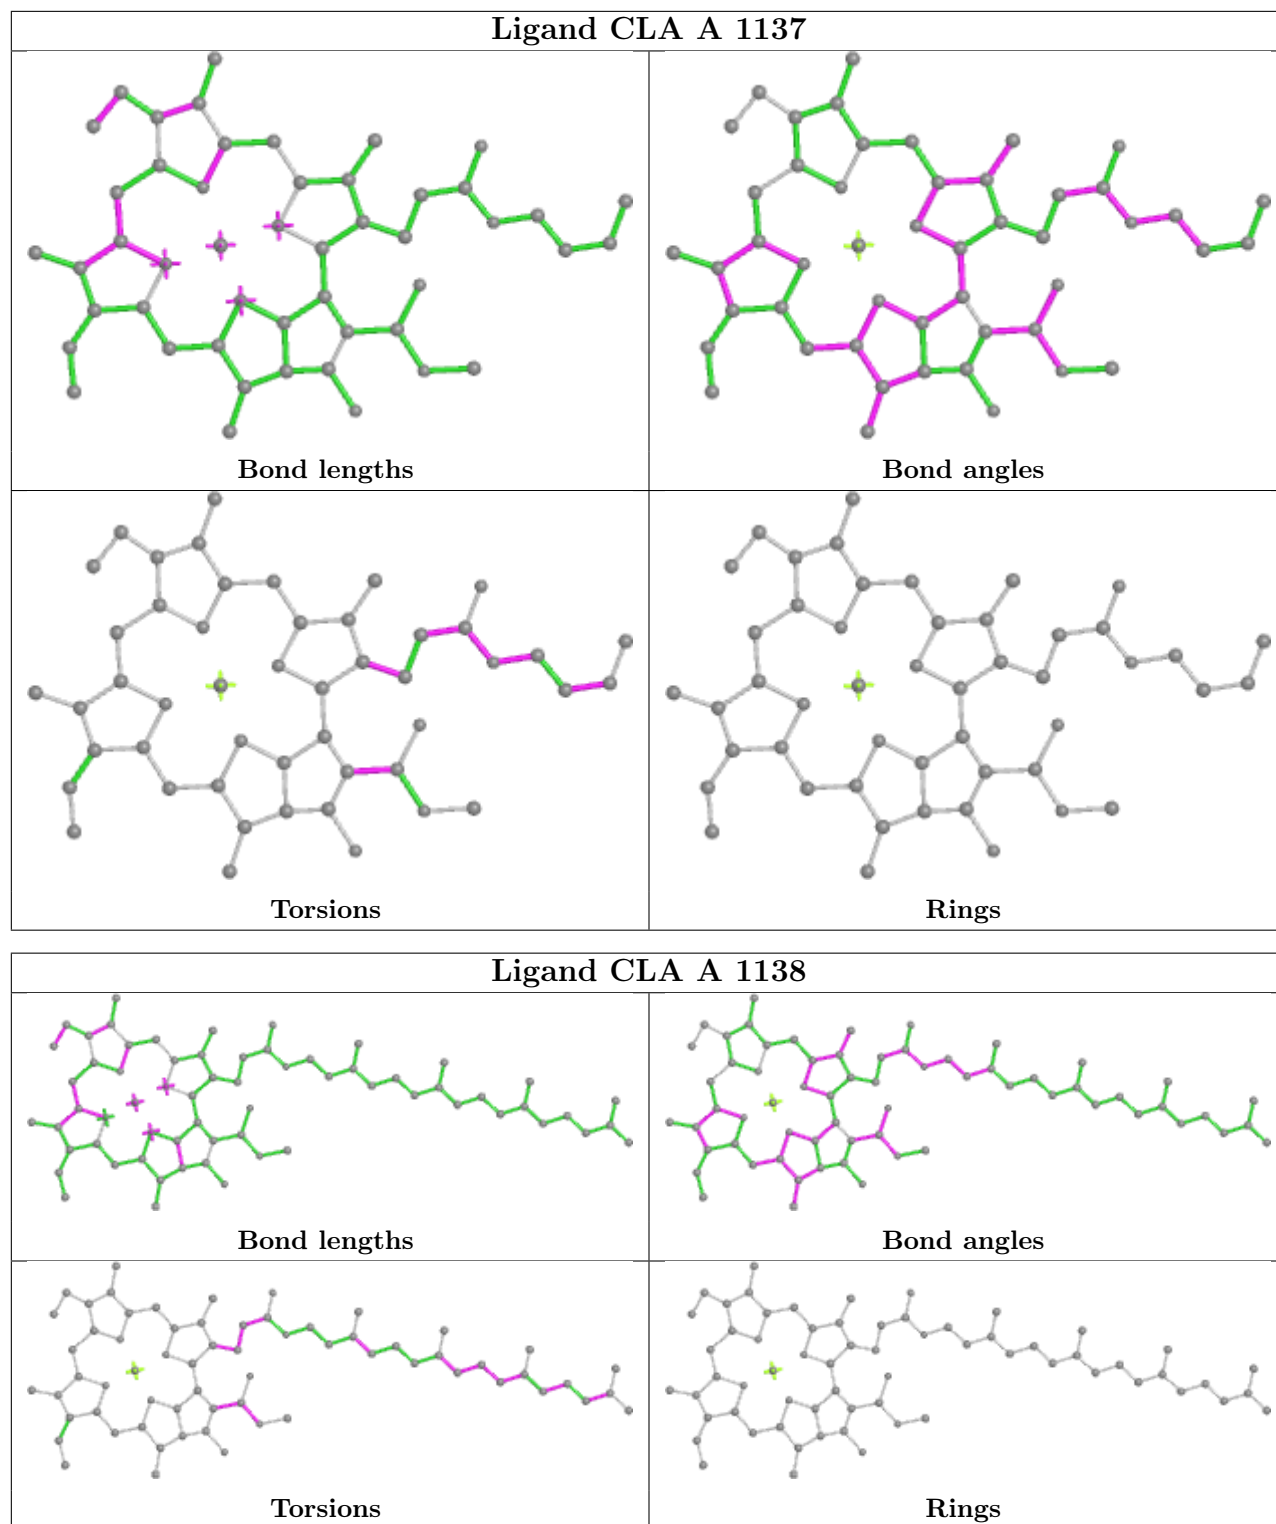 Ligand CLA A 1137
Bond lengths
Bond angles
Torsions
Rings
Ligand CLA A 1138
Bond lengths
Bond angles
Torsions
Rings